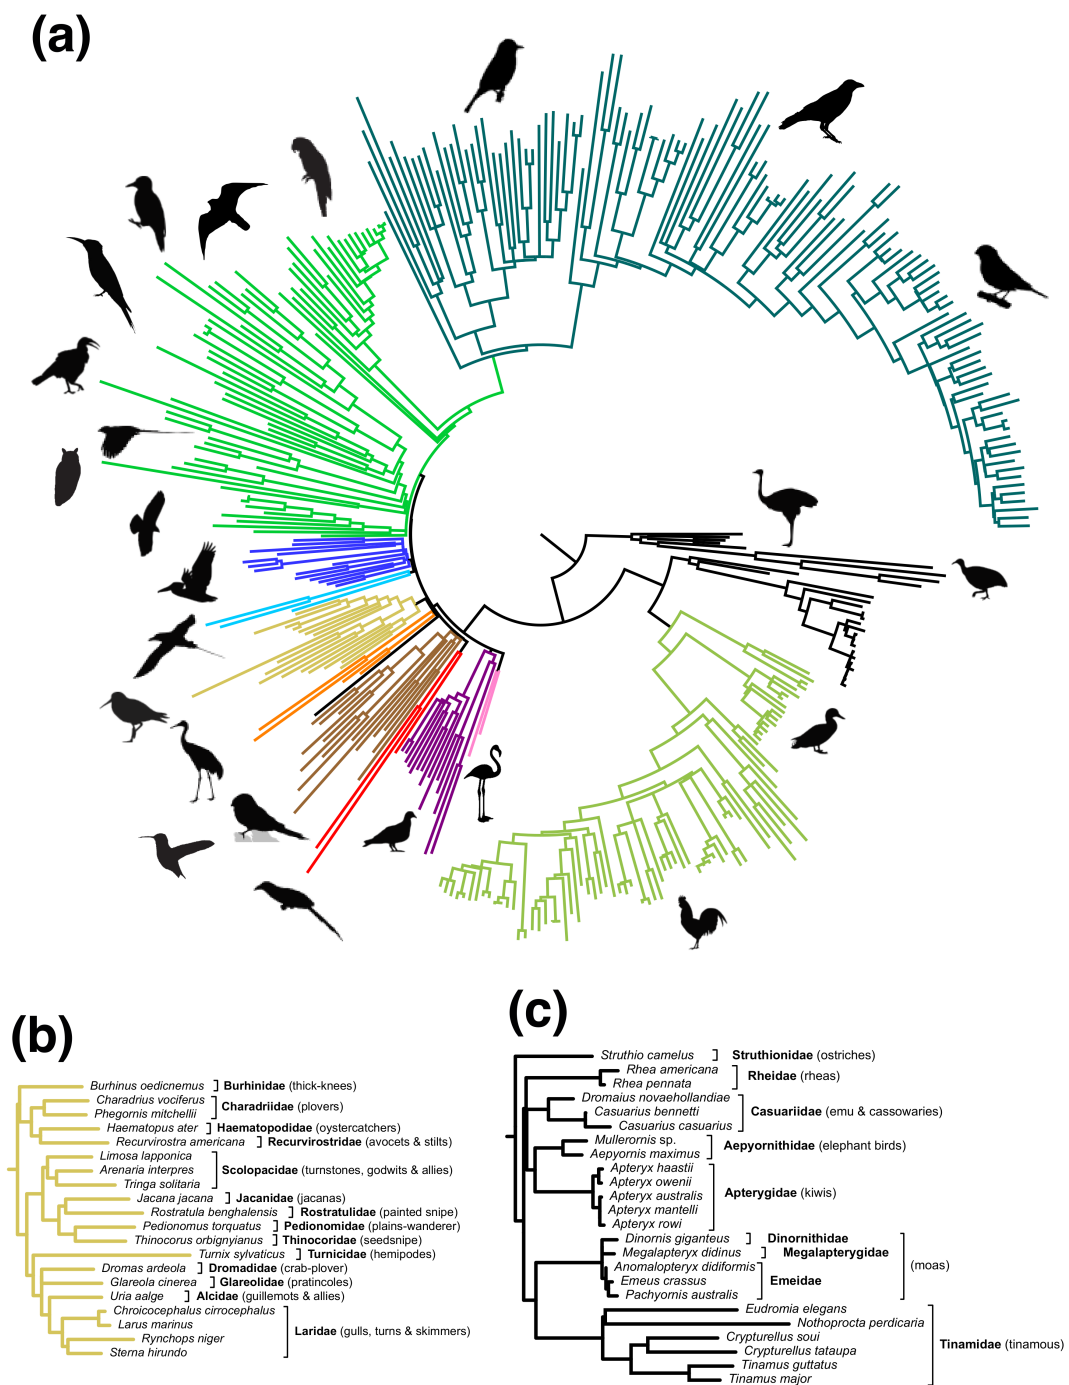 (a)
(b)
Burhinus oedicnemus Burhinidae (thick-knees)
Charadrius vociferus
Phegornis mitchellii
Charadriidae (plovers)
Haematopus ater Haematopodidae (oystercatchers)
Recurvirostra americana Recurvirostridae (avocets & stilts)
Limosa lapponica
Arenaria interpres
Tringa solitaria
Scolopacidae (turnstones, godwits & allies)
Jacana jacana Jacanidae (jacanas)
Rostratula benghalensis Rostratulidae (painted snipe)
Pedionomus torquatus Pedionomidae (plains-wanderer)
Thinocorus orbignyianus Thinocoridae (seedsnipe)
Turnix sylvaticus Turnicidae (hemipodes)
Dromas ardeola Dromadidae (crab-plover)
Glareola cinerea Glareolidae (pratincoles)
Uria aalge Alcidae (guillemots & allies)
Chroicocephalus cirrocephalus
Larus marinus
Rynchops niger
Sterna hirundo
Laridae (gulls, turns & skimmers)
(c)
Struthio camelus Struthionidae (ostriches)
Rhea americana
Rhea pennata
Rheidae (rheas)
Dromaius novaehollandiae
Casuarius bennetti
Casuarius casuarius
Casuariidae (emu & cassowaries)
Mullerornis sp.
Aepyornis maximus
Aepyornithidae (elephant birds)
Apteryx haastii
Apteryx owenii
Apteryx australis
Apteryx mantelli
Apteryx rowi
Apterygidae (kiwis)
Dinornis giganteus Dinornithidae
Megalapteryx didinus Megalapterygidae
Anomalopteryx didiformis
Emeus crassus
Pachyornis australis
Emeidae
(moas)
Eudromia elegans
Nothoprocta perdicaria
Crypturellus soui
Crypturellus tataupa
Tinamus guttatus
Tinamus major
Tinamidae (tinamous)